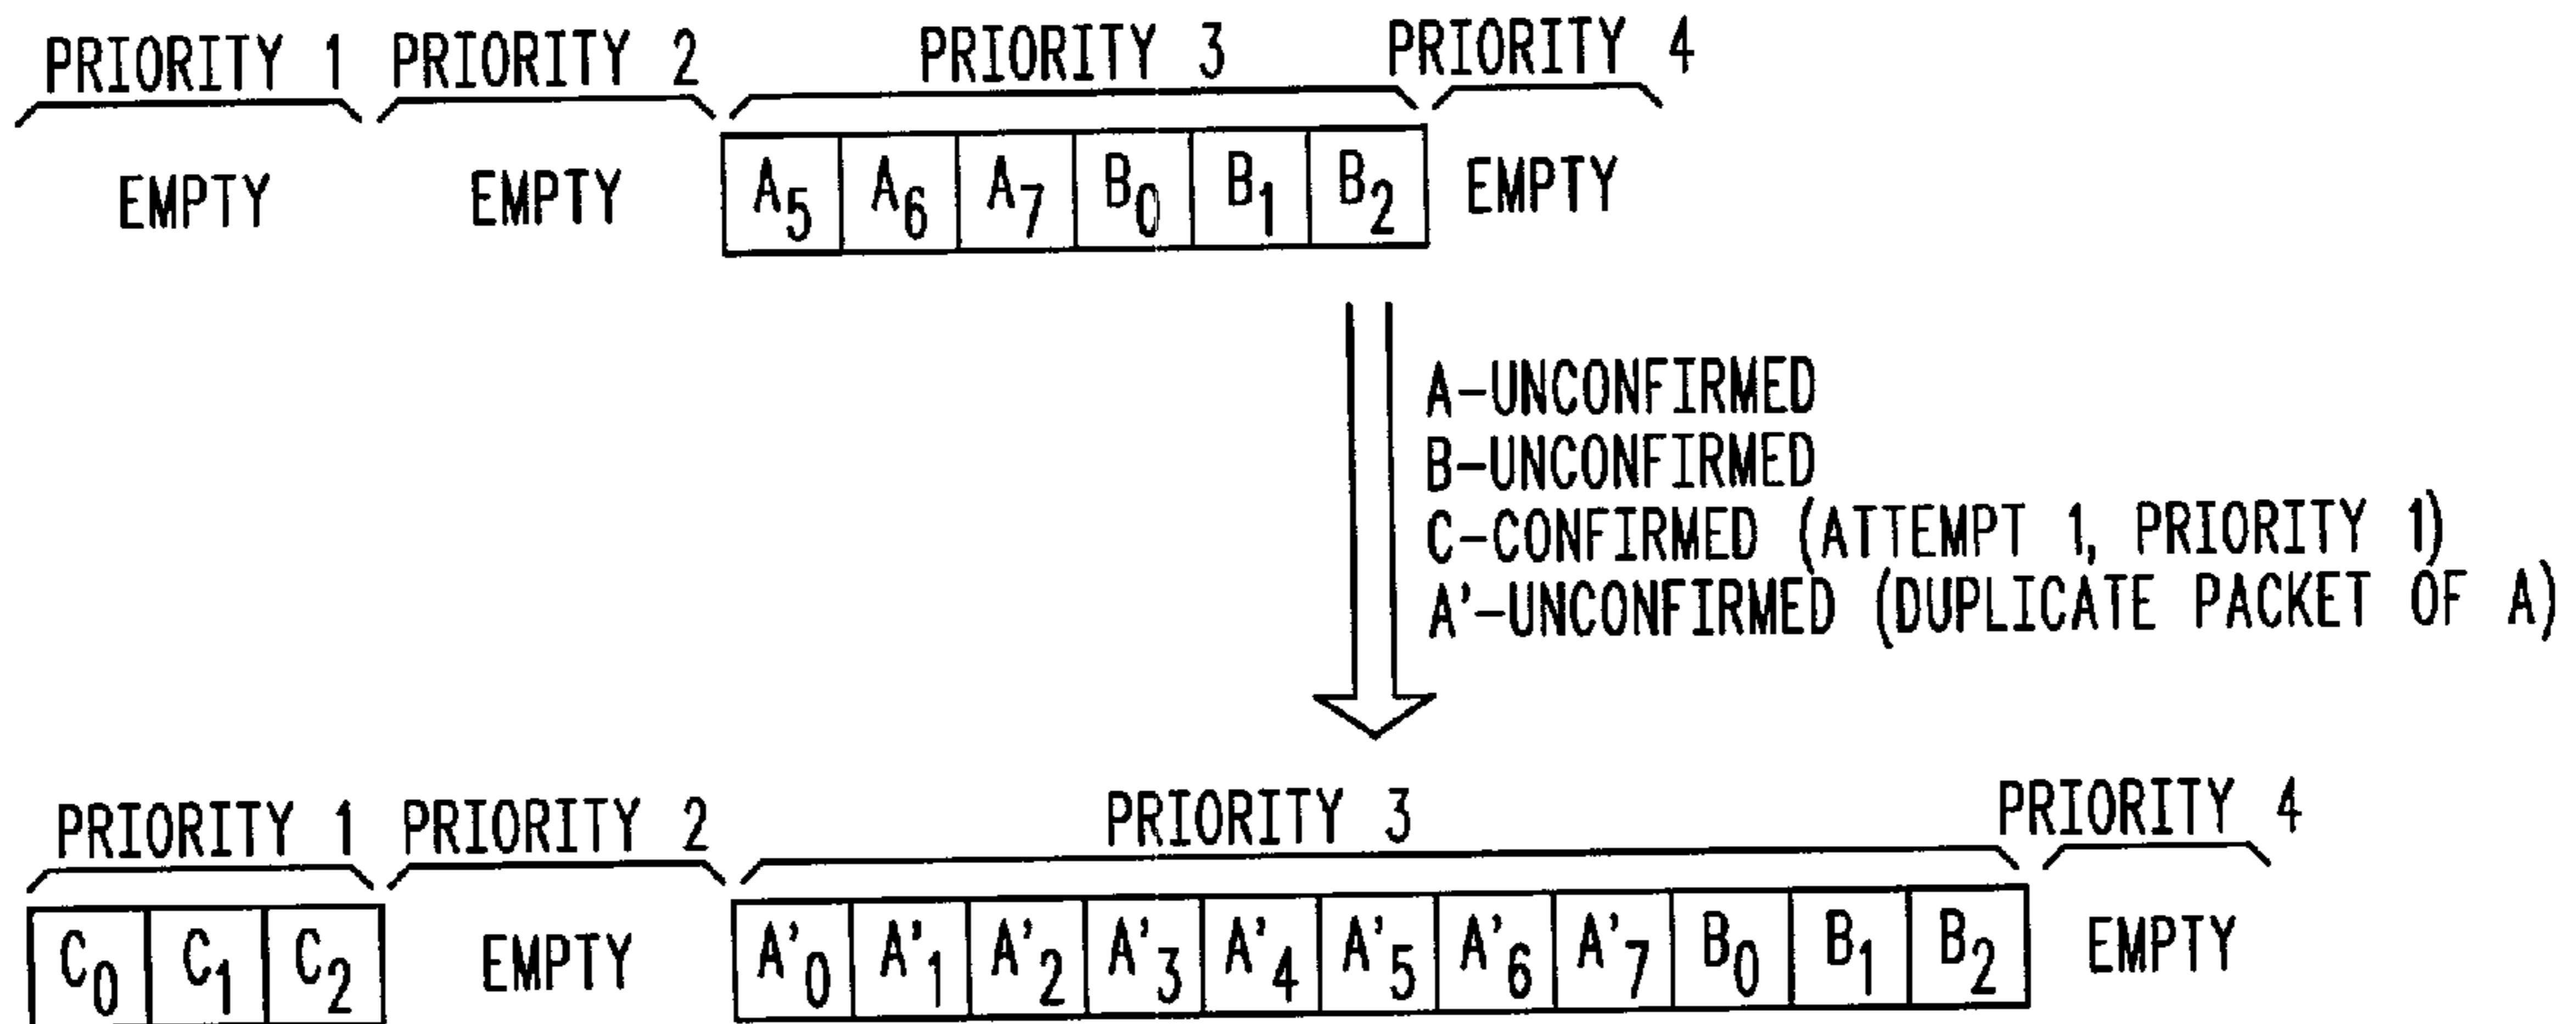 PRIORITY 1 PRIORITY 2 PRIORITY 3 PRIORITY 4
EMPTY EMPTY A5 A6 A7 B0 B1 B2 EMPTY
A-UNCONFIRMED
B-UNCONFIRMED
C-CONFIRMED (ATTEMPT 1, PRIORITY 1)
A'-UNCONFIRMED (DUPLICATE PACKET OF A)
PRIORITY 1 PRIORITY 2 PRIORITY 3 PRIORITY 4
C0 C1 C2 EMPTY A'0 A'1 A'2 A'3 A'4 A'5 A'6 A'7 B0 B1 B2 EMPTY